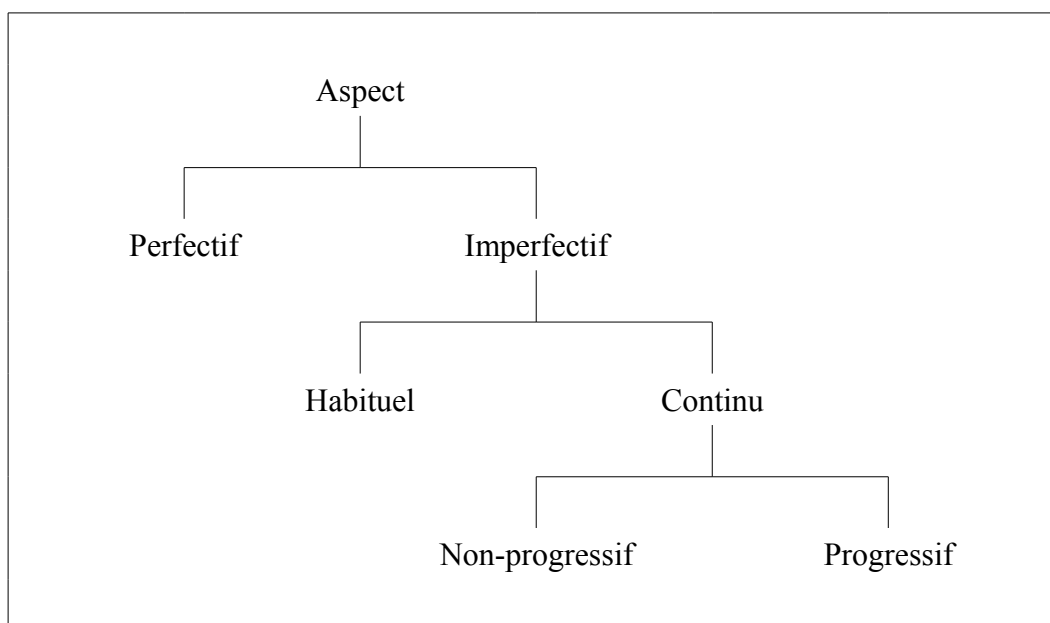 Aspect
Perfectif Imperfectif
Habituel Continu
Non-progressif Progressif